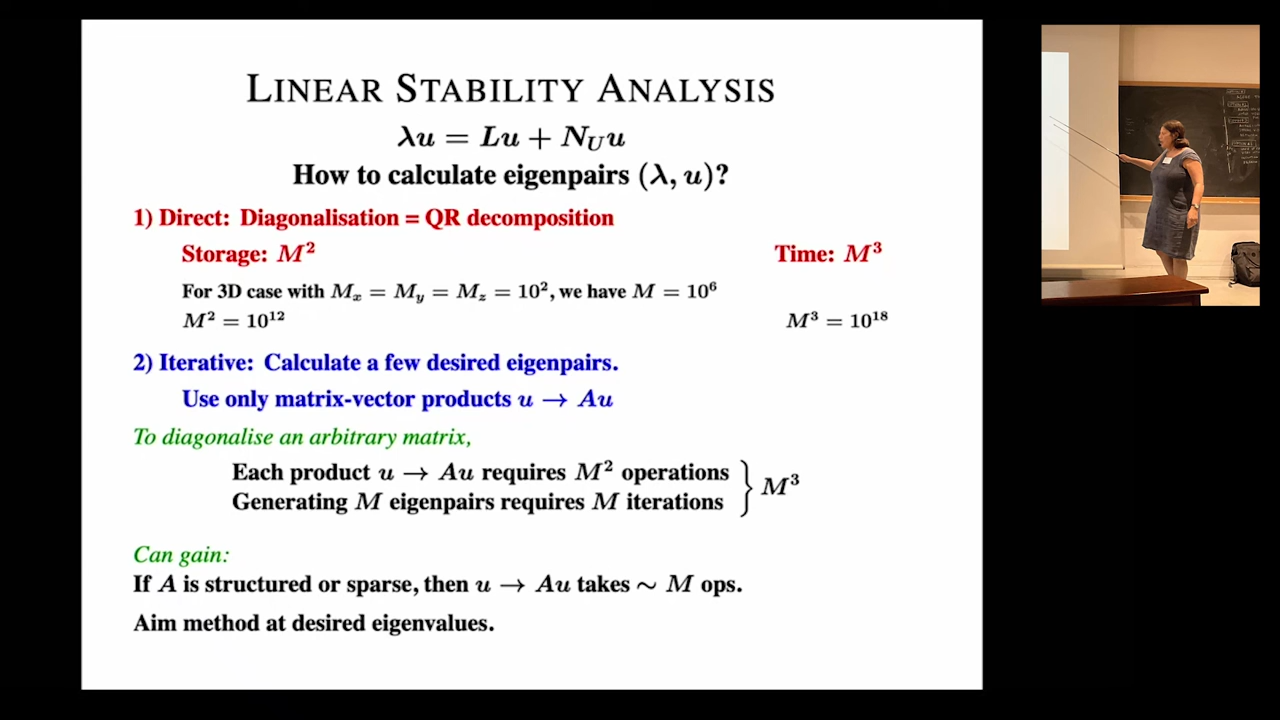 LINEAR STABILITY ANALYSIS
λu = Lu + N_U u
How to calculate eigenpairs (λ, u)?
1) Direct: Diagonalisation = QR decomposition
Storage: M² Time: M³
For 3D case with Mₓ = M_y = M_z = 10², we have M = 10⁶
M² = 10¹² M³ = 10¹⁸
2) Iterative: Calculate a few desired eigenpairs.
Use only matrix-vector products u → Au
To diagonalise an arbitrary matrix,
Each product u → Au requires M² operations
Generating M eigenpairs requires M iterations } M³
Can gain:
If A is structured or sparse, then u → Au takes ∼ M ops.
Aim method at desired eigenvalues.